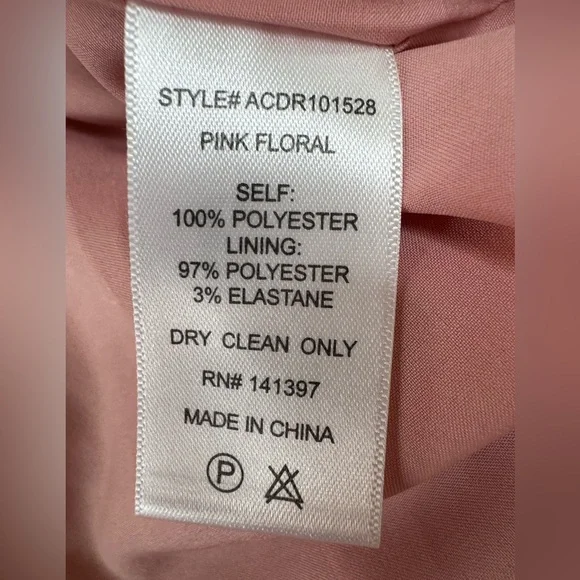 STYLE# ACDR101528
PINK FLORAL
SELF:
100% POLYESTER
LINING:
97% POLYESTER
3% ELASTANE
DRY CLEAN ONLY
RN# 141397
MADE IN CHINA
P